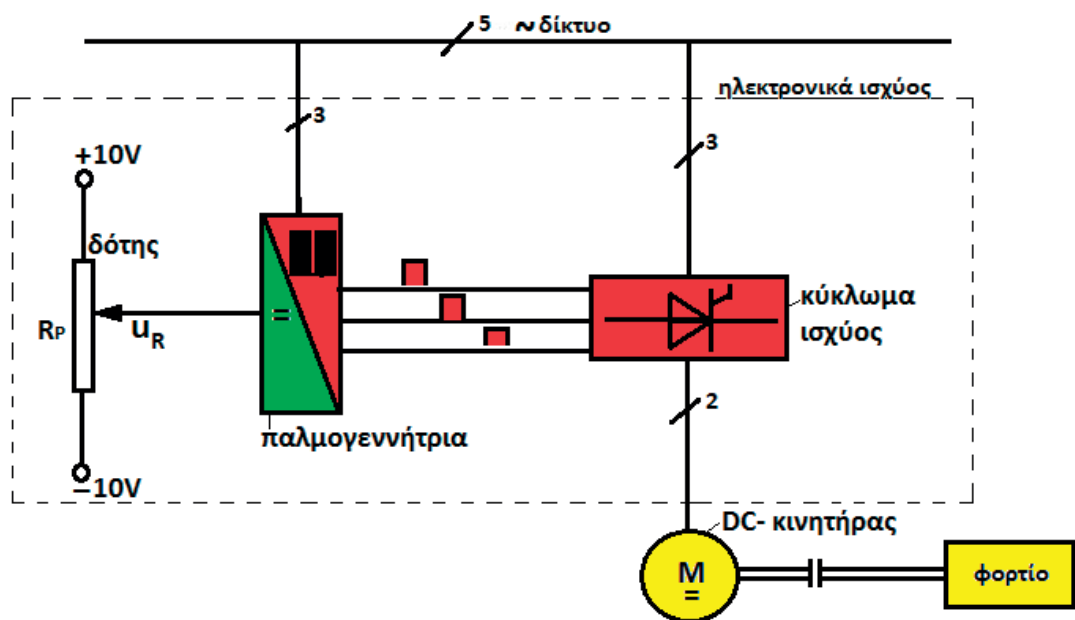 5 ~ δίκτυο
ηλεκτρονικά ισχύος
3
3
+10V
δότης
κύκλωμα
ισχύος
=
RP
uR
2
παλμογεννήτρια
–10V
DC- κινητήρας
M
=
φορτίο